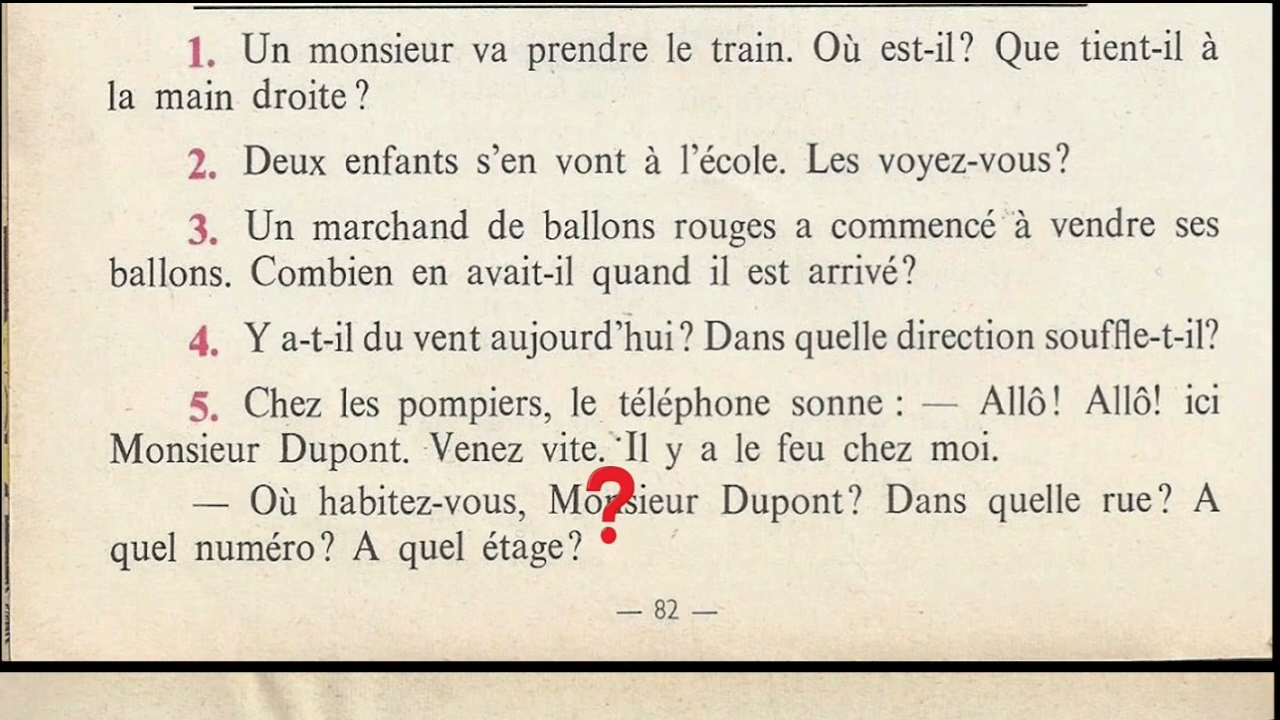 1. Un monsieur va prendre le train. Où est-il? Que tient-il à
la main droite?
2. Deux enfants s'en vont à l'école. Les voyez-vous?
3. Un marchand de ballons rouges a commencé à vendre ses
ballons. Combien en avait-il quand il est arrivé?
4. Y a-t-il du vent aujourd'hui? Dans quelle direction souffle-t-il?
5. Chez les pompiers, le téléphone sonne : — Allô! Allô! ici
Monsieur Dupont. Venez vite. Il y a le feu chez moi.
— Où habitez-vous, Monsieur Dupont? Dans quelle rue? A
quel numéro? A quel étage?
?
— 82 —